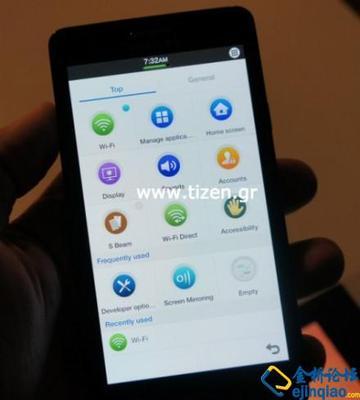 7:32AM
Top
General
Wi-Fi
Manage applica...
Home screen
Display
Sounds
Accounts
www.tizen.gr
S Beam
Wi-Fi Direct
Accessibility
Frequently used
Developer optio...
Screen Mirroring
Empty
Recently used
Wi-Fi
金桥论坛
ejinqiao.com